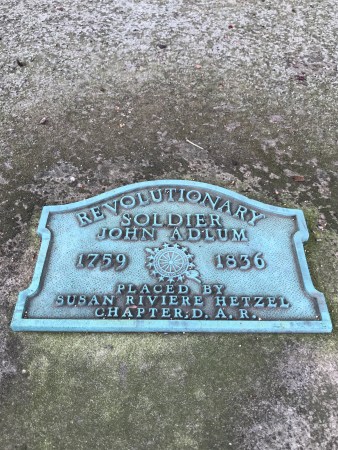 REVOLUTIONARY
SOLDIER
JOHN ADLUM
1759 1836
PLACED BY
SUSAN RIVIERE HETZEL
CHAPTER, D. A. R.